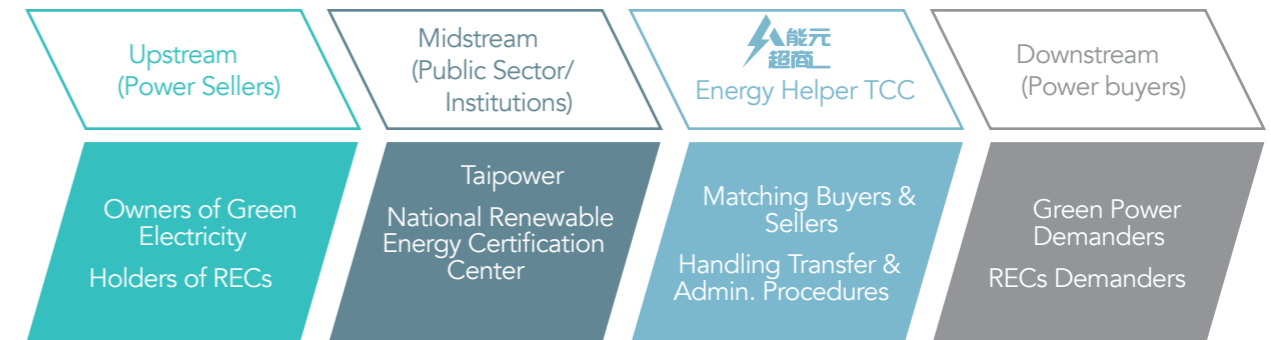 Upstream
(Power Sellers)
Midstream
(Public Sector/
Institutions)
能元
超商
Energy Helper TCC
Downstream
(Power buyers)
Owners of Green
Electricity
Holders of RECs
Taipower
National Renewable
Energy Certification
Center
Matching Buyers &
Sellers
Handling Transfer &
Admin. Procedures
Green Power
Demanders
RECs Demanders